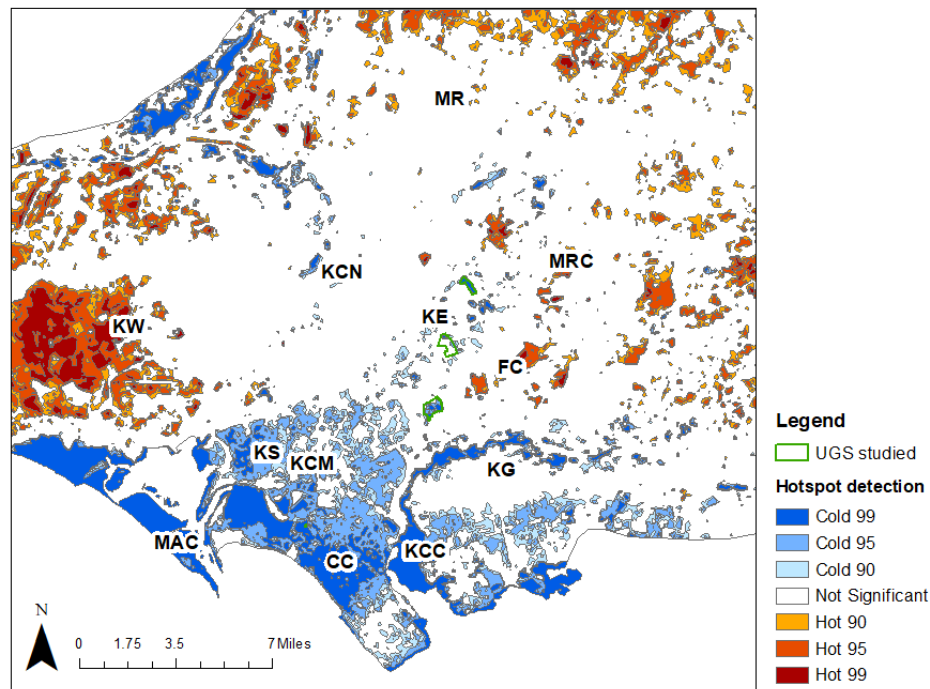 MR
KCN
MRC
KE
KW
FC
KS
KCM
KG
MAC
KCC
CC
N
0 1.75 3.5 7 Miles
Legend
UGS studied
Hotspot detection
Cold 99
Cold 95
Cold 90
Not Significant
Hot 90
Hot 95
Hot 99